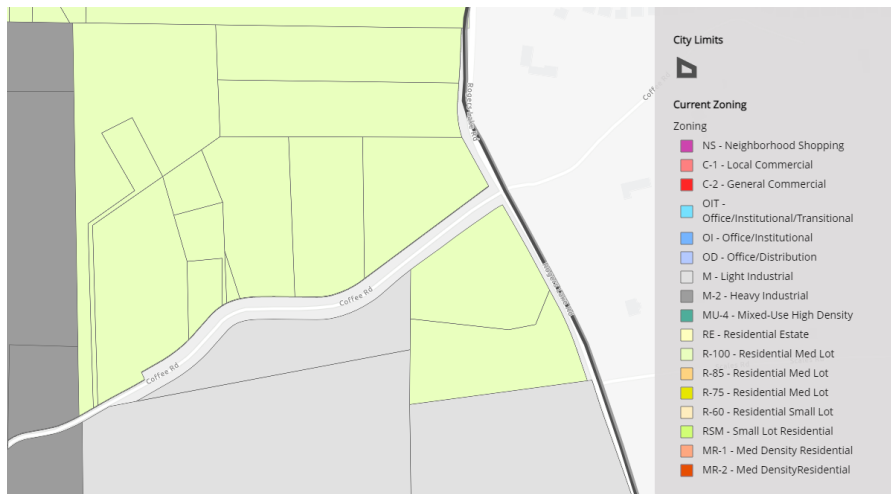 City Limits
Current Zoning
Zoning
NS - Neighborhood Shopping
C-1 - Local Commercial
C-2 - General Commercial
OIT -
Office/Institutional/Transitional
OI - Office/Institutional
OD - Office/Distribution
M - Light Industrial
M-2 - Heavy Industrial
MU-4 - Mixed-Use High Density
RE - Residential Estate
R-100 - Residential Med Lot
R-85 - Residential Med Lot
R-75 - Residential Med Lot
R-60 - Residential Small Lot
RSM - Small Lot Residential
MR-1 - Med Density Residential
MR-2 - Med DensityResidential
Coffee Rd
Coffee Rd